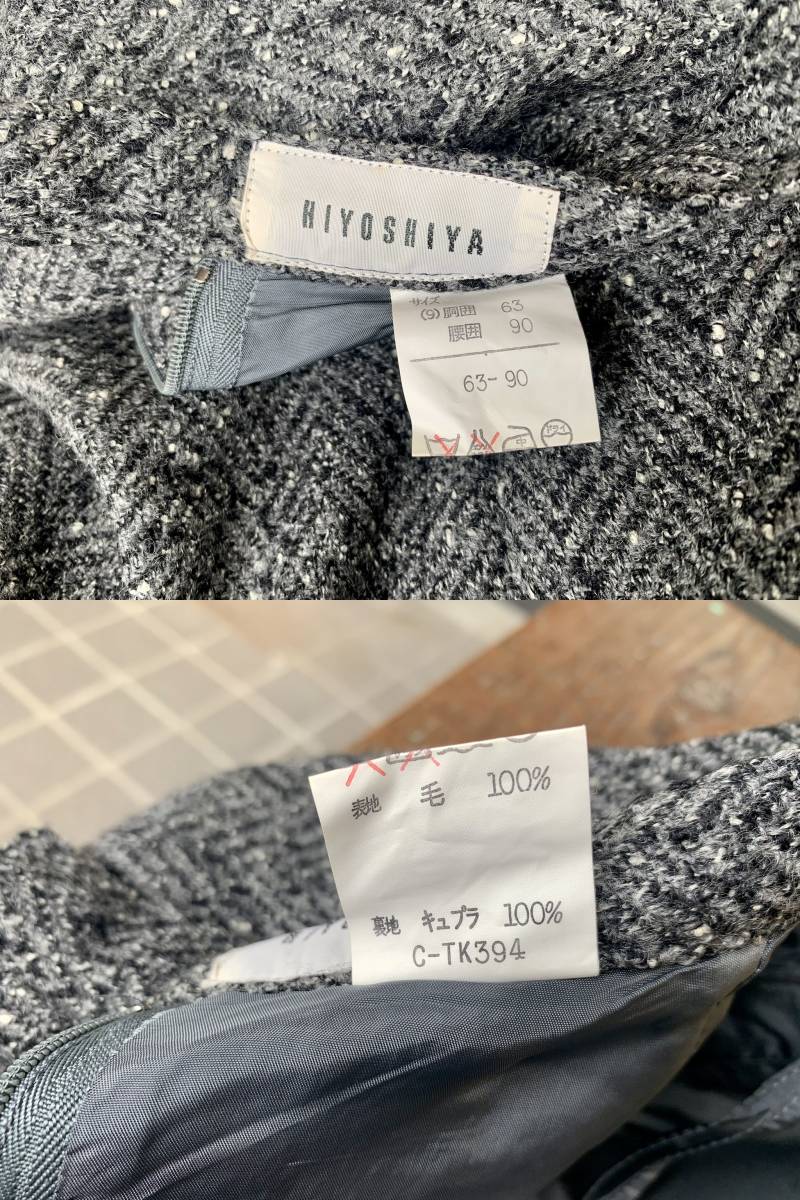 HIYOSHIYA
サイズ
(9) 胴囲 63
腰囲 90
63-90
ドライ
表地 毛 100%
裏地 キュプラ 100%
C-TK394